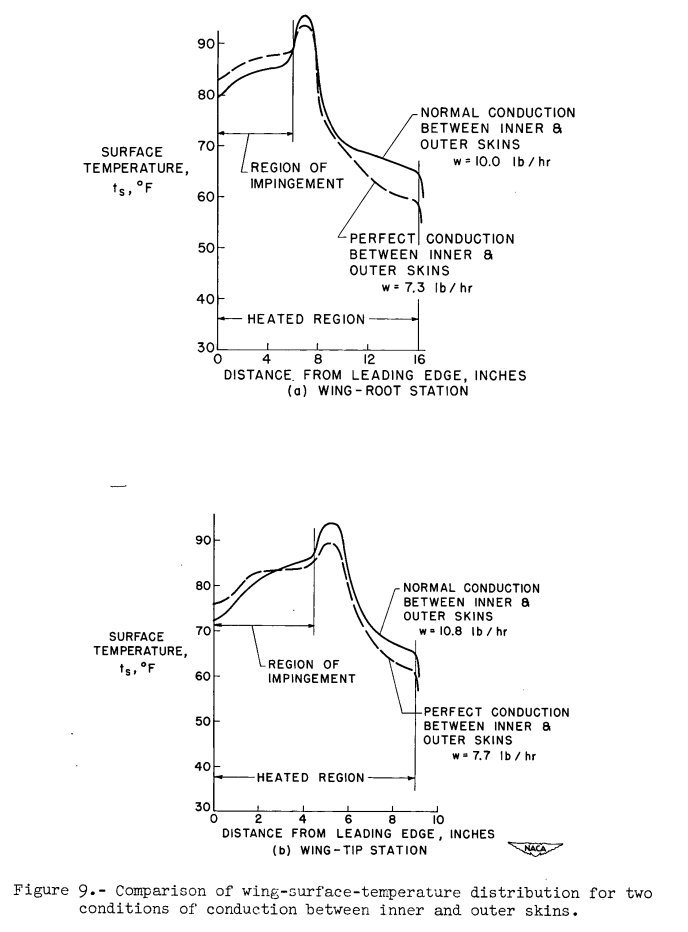 90
80
70
60
50
40
30
SURFACE
TEMPERATURE,
tₛ, °F
REGION OF
IMPINGEMENT
NORMAL CONDUCTION
BETWEEN INNER &
OUTER SKINS
w = 10.0 lb / hr
PERFECT CONDUCTION
BETWEEN INNER &
OUTER SKINS
w = 7.3 lb / hr
HEATED REGION
0 4 8 12 16
DISTANCE FROM LEADING EDGE, INCHES
(a) WING-ROOT STATION
90
80
70
60
50
40
30
SURFACE
TEMPERATURE,
tₛ, °F
REGION OF
IMPINGEMENT
NORMAL CONDUCTION
BETWEEN INNER &
OUTER SKINS
w = 10.8 lb / hr
PERFECT CONDUCTION
BETWEEN INNER &
OUTER SKINS
w = 7.7 lb / hr
HEATED REGION
0 2 4 6 8 10
DISTANCE FROM LEADING EDGE, INCHES
(b) WING-TIP STATION
NACA
Figure 9.- Comparison of wing-surface-temperature distribution for two
conditions of conduction between inner and outer skins.